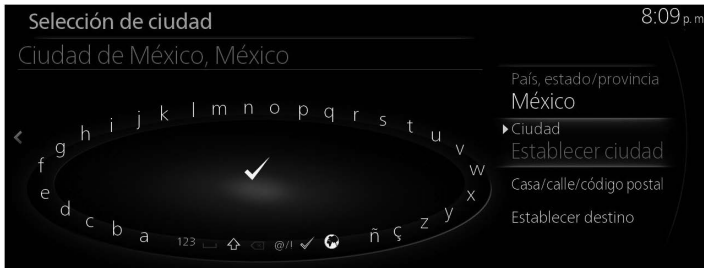 Selección de ciudad
8:09 p. m
Ciudad de México, México
País, estado/provincia
México
Ciudad
Establecer ciudad
Casa/calle/código postal
Establecer destino
a b c d e f g h i j k l m n o p q r s t u v w x y z ç ñ
123 @/!